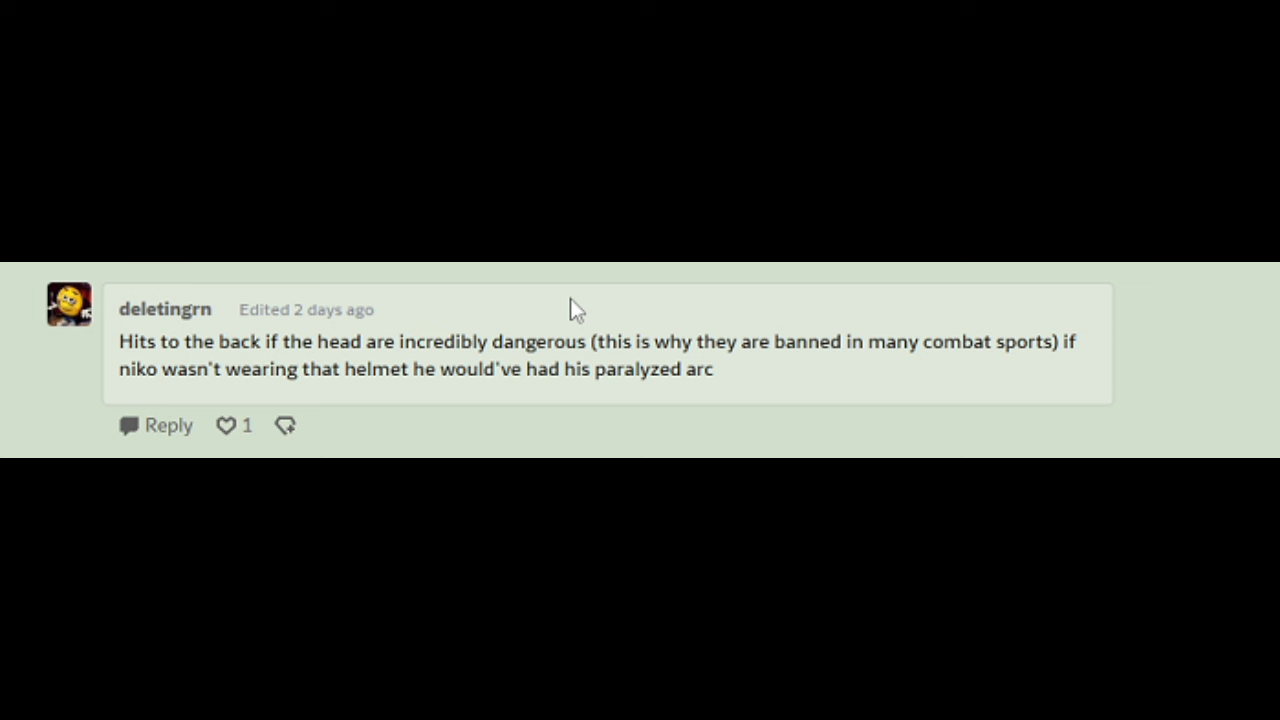 deletingrn Edited 2 days ago
Hits to the back if the head are incredibly dangerous (this is why they are banned in many combat sports) if
niko wasn't wearing that helmet he would've had his paralyzed arc
Reply 1